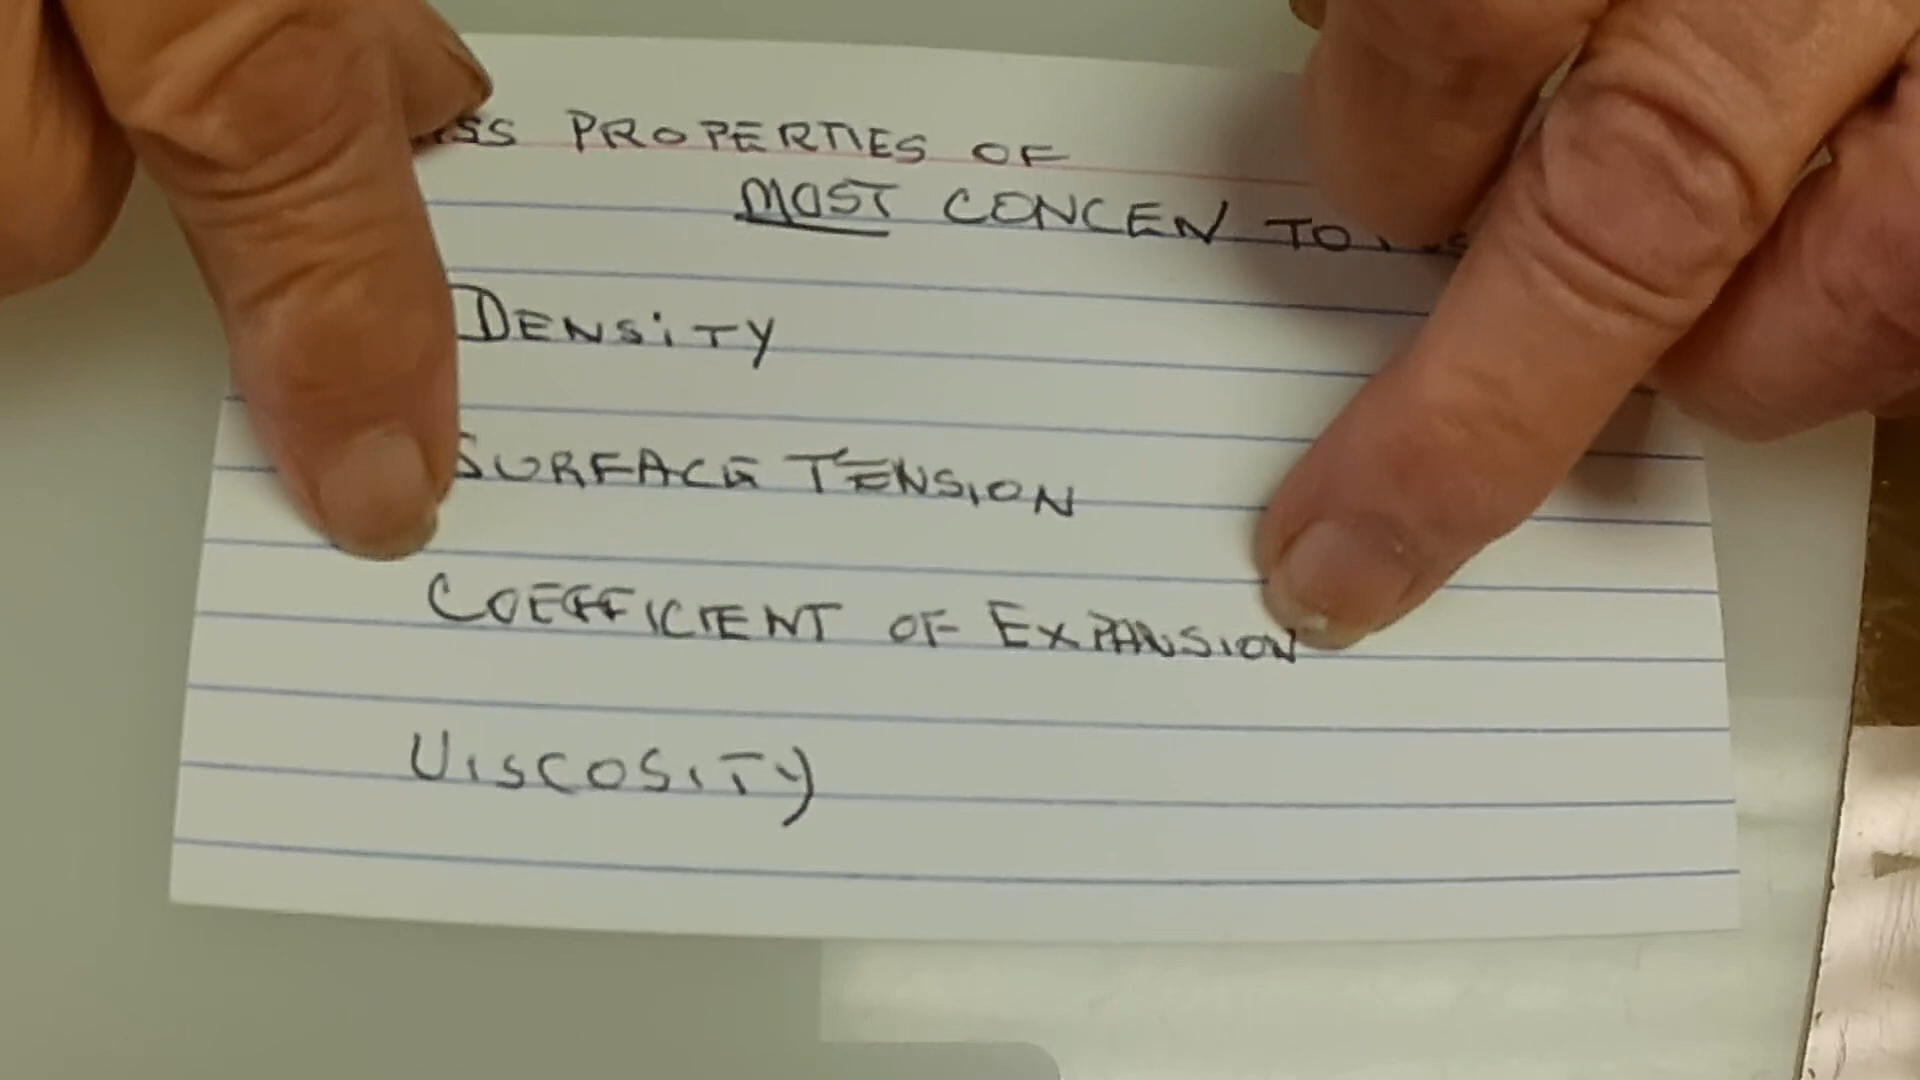 PROPERTIES OF
MOST CONCEN TO
DENSITY
SURFACE TENSION
COEFFICIENT OF EXPANSION
VISCOSITY